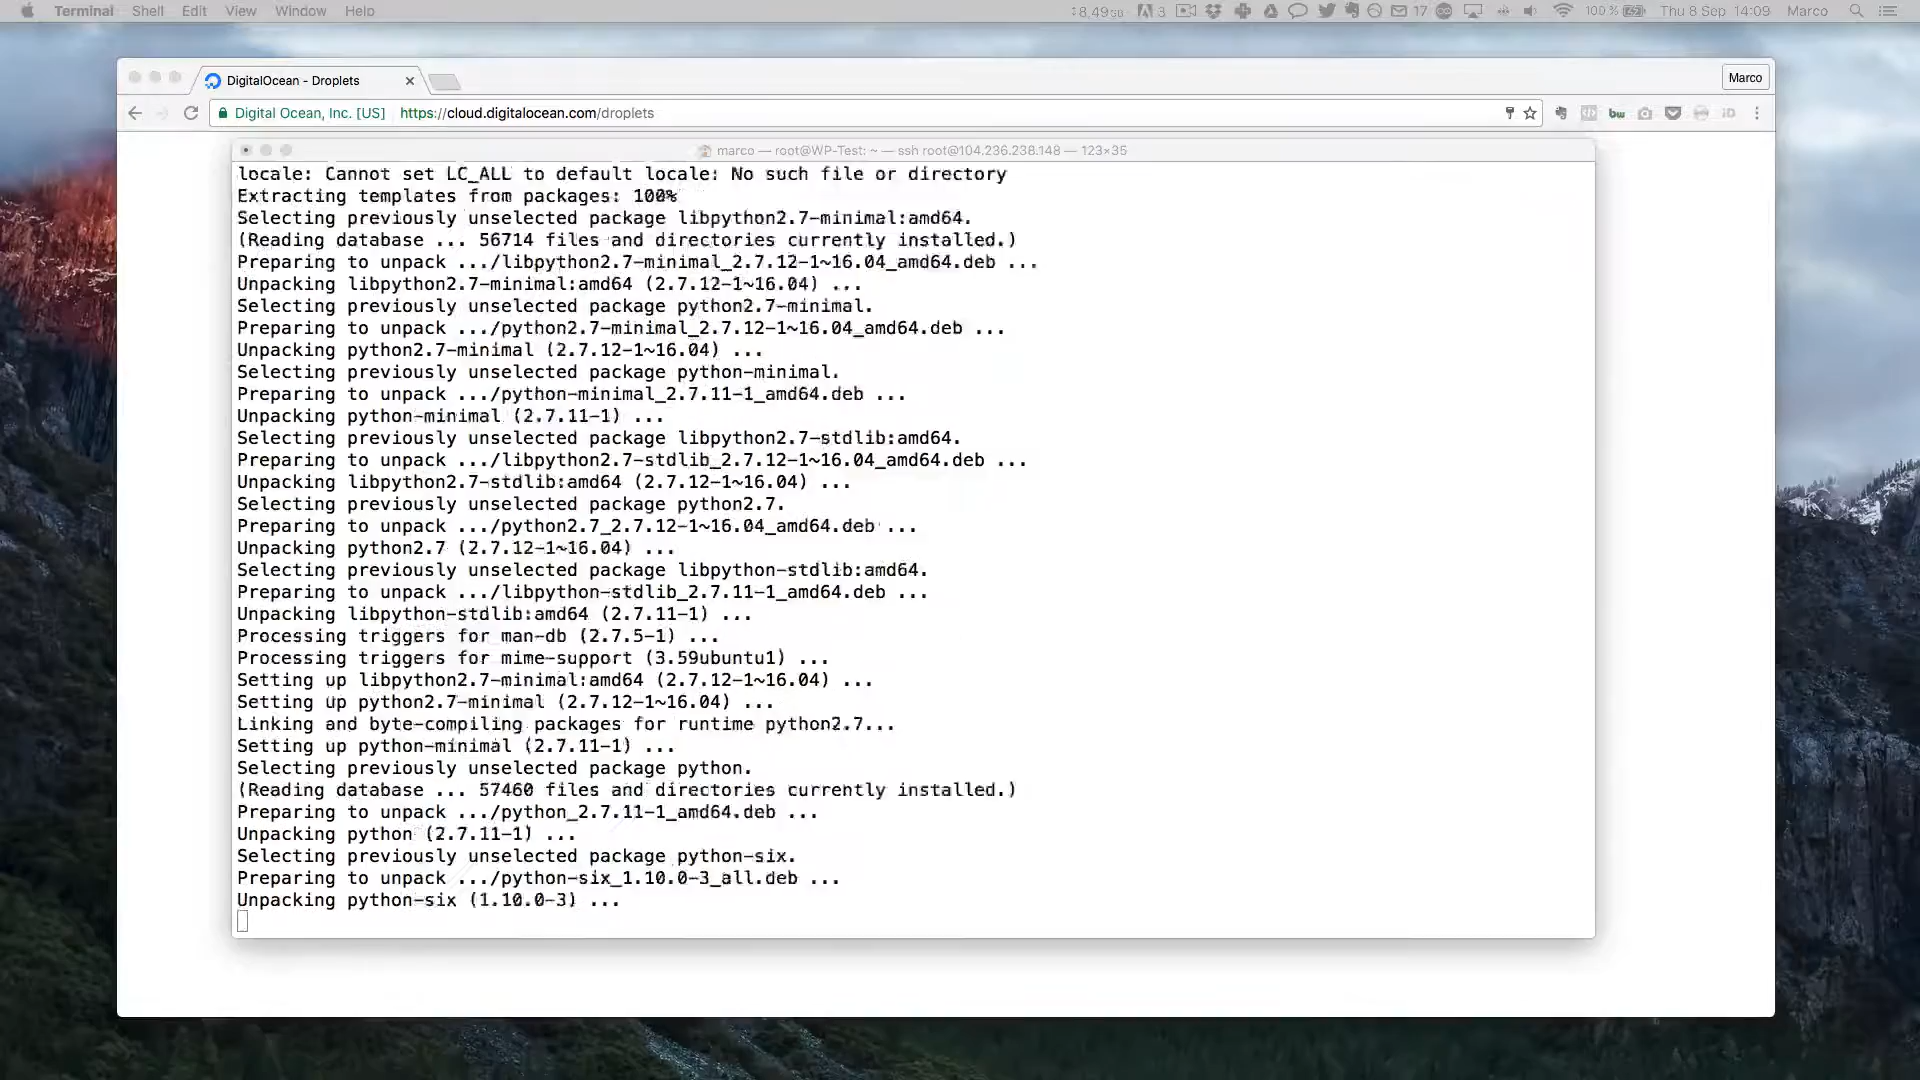 Terminal Shell Edit View Window Help
8,49GB 3 17 100 % Thu 8 Sep 14:09 Marco
DigitalOcean - Droplets
Marco
Digital Ocean, Inc. [US] https://cloud.digitalocean.com/droplets
bw iD
marco — root@WP-Test: ~ — ssh root@104.236.238.148 — 123×35
locale: Cannot set LC_ALL to default locale: No such file or directory
Extracting templates from packages: 100%
Selecting previously unselected package libpython2.7-minimal:amd64.
(Reading database ... 56714 files and directories currently installed.)
Preparing to unpack .../libpython2.7-minimal_2.7.12-1~16.04_amd64.deb ...
Unpacking libpython2.7-minimal:amd64 (2.7.12-1~16.04) ...
Selecting previously unselected package python2.7-minimal.
Preparing to unpack .../python2.7-minimal_2.7.12-1~16.04_amd64.deb ...
Unpacking python2.7-minimal (2.7.12-1~16.04) ...
Selecting previously unselected package python-minimal.
Preparing to unpack .../python-minimal_2.7.11-1_amd64.deb ...
Unpacking python-minimal (2.7.11-1) ...
Selecting previously unselected package libpython2.7-stdlib:amd64.
Preparing to unpack .../libpython2.7-stdlib_2.7.12-1~16.04_amd64.deb ...
Unpacking libpython2.7-stdlib:amd64 (2.7.12-1~16.04) ...
Selecting previously unselected package python2.7.
Preparing to unpack .../python2.7_2.7.12-1~16.04_amd64.deb ...
Unpacking python2.7 (2.7.12-1~16.04) ...
Selecting previously unselected package libpython-stdlib:amd64.
Preparing to unpack .../libpython-stdlib_2.7.11-1_amd64.deb ...
Unpacking libpython-stdlib:amd64 (2.7.11-1) ...
Processing triggers for man-db (2.7.5-1) ...
Processing triggers for mime-support (3.59ubuntu1) ...
Setting up libpython2.7-minimal:amd64 (2.7.12-1~16.04) ...
Setting up python2.7-minimal (2.7.12-1~16.04) ...
Linking and byte-compiling packages for runtime python2.7...
Setting up python-minimal (2.7.11-1) ...
Selecting previously unselected package python.
(Reading database ... 57460 files and directories currently installed.)
Preparing to unpack .../python_2.7.11-1_amd64.deb ...
Unpacking python (2.7.11-1) ...
Selecting previously unselected package python-six.
Preparing to unpack .../python-six_1.10.0-3_all.deb ...
Unpacking python-six (1.10.0-3) ...